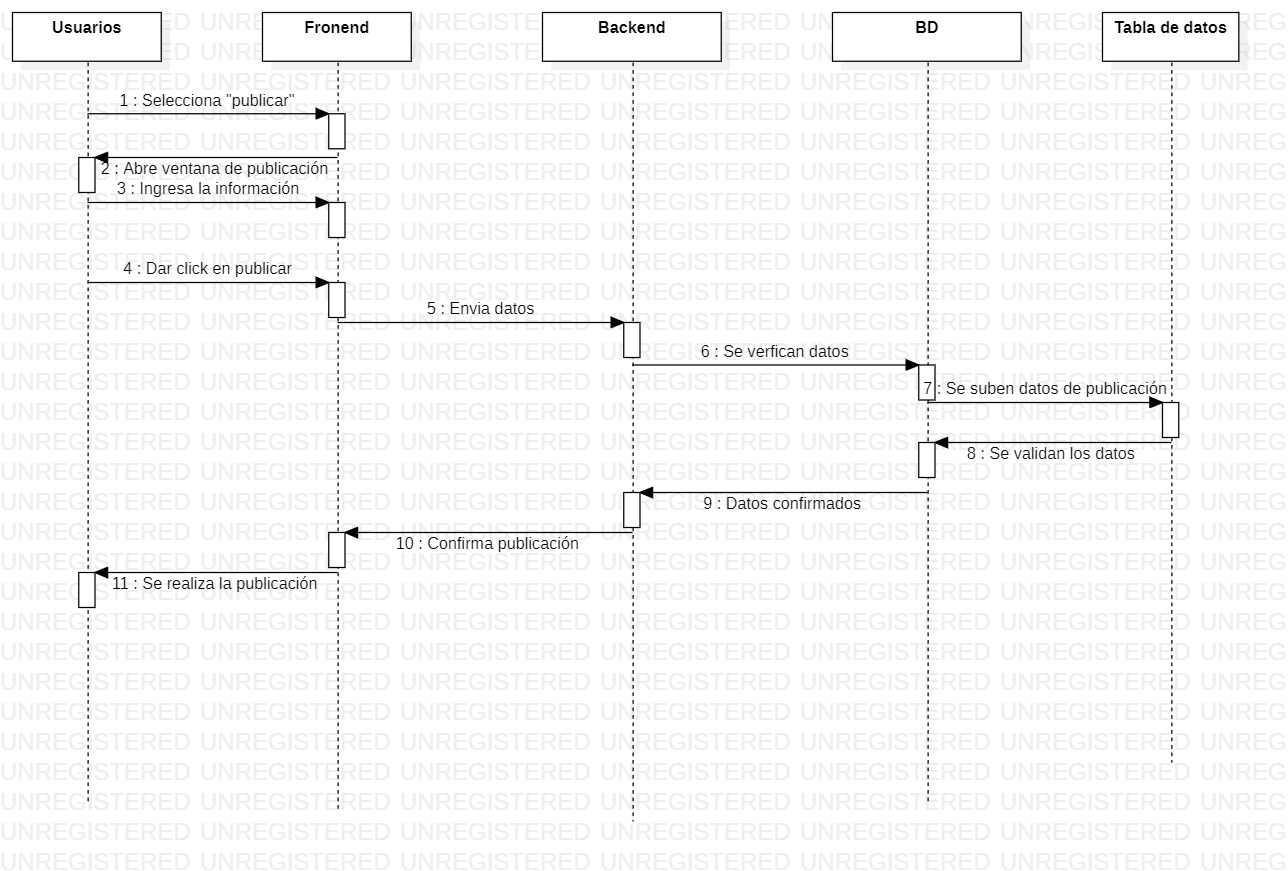 Usuarios
Fronend
Backend
BD
Tabla de datos
1 : Selecciona "publicar"
2 : Abre ventana de publicación
3 : Ingresa la información
4 : Dar click en publicar
5 : Envia datos
6 : Se verfican datos
7 : Se suben datos de publicación
8 : Se validan los datos
9 : Datos confirmados
10 : Confirma publicación
11 : Se realiza la publicación
UNREGISTERED